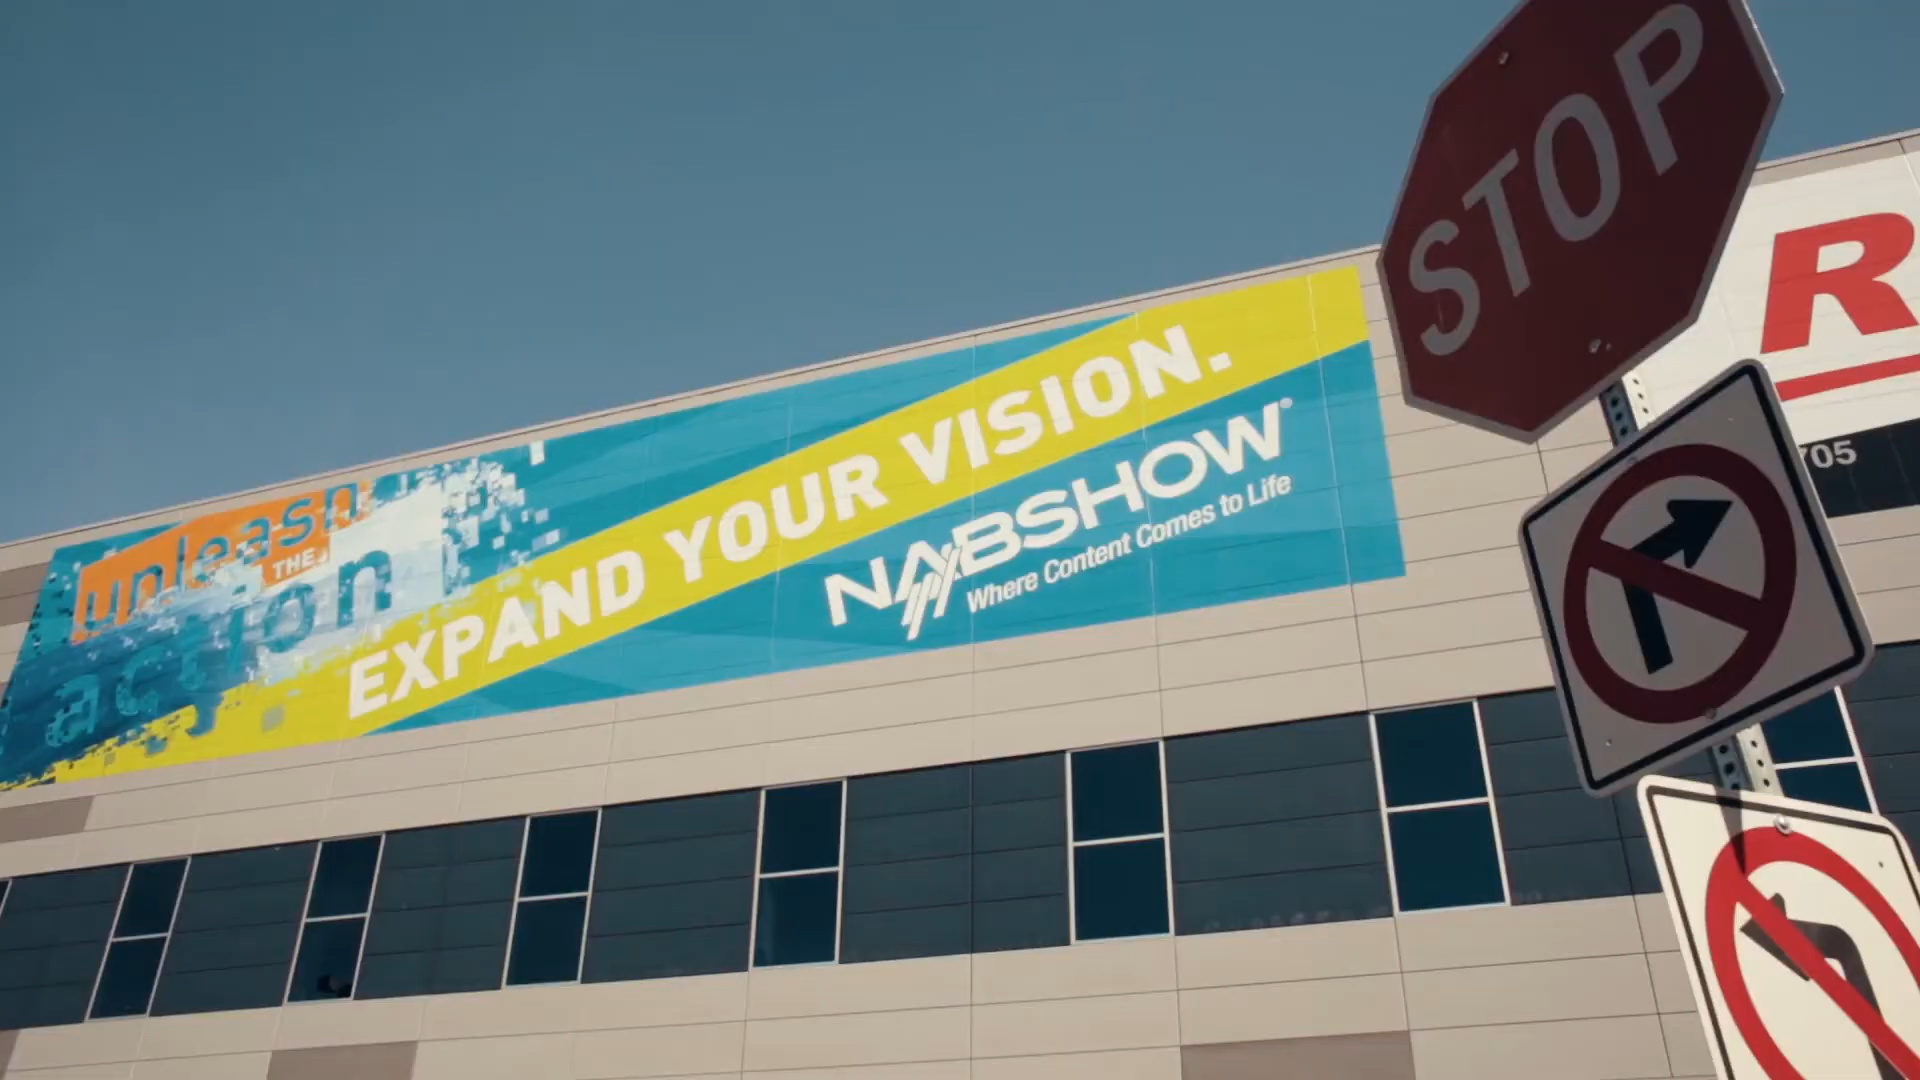 unleash
THE
action
EXPAND YOUR VISION.
NABSHOW®
Where Content Comes to Life
STOP
R
705